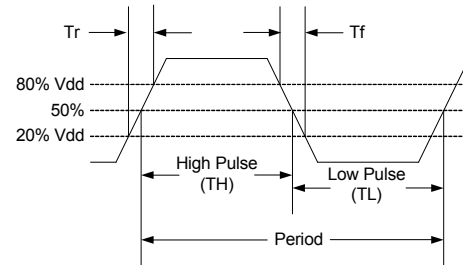 Tr
Tf
80% Vdd
50%
20% Vdd
High Pulse
(TH)
Low Pulse
(TL)
Period